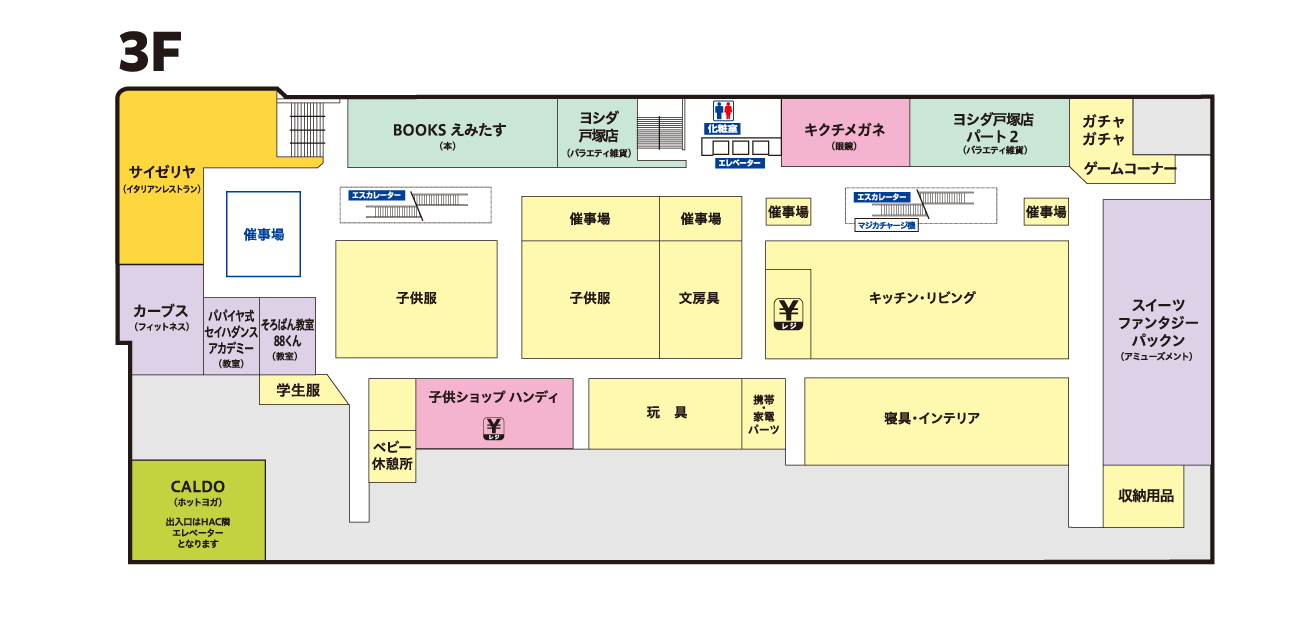 3F
サイゼリヤ
(イタリアンレストラン)
BOOKS えみたす
(本)
ヨシダ
戸塚店
(バラエティ雑貨)
化粧室
エレベーター
キクチメガネ
(眼鏡)
ヨシダ戸塚店
パート2
(バラエティ雑貨)
ガチャ
ガチャ
ゲームコーナー
催事場
エスカレーター
催事場
催事場
催事場
エスカレーター
マジカチャージ機
催事場
カーブス
(フィットネス)
パパイヤ式
セイハダンス
アカデミー
(教室)
そろばん教室
88くん
(教室)
子供服
子供服
文房具
¥
レジ
キッチン・リビング
スイーツ
ファンタジー
パックン
(アミューズメント)
学生服
ベビー
休憩所
子供ショップ ハンディ
¥
レジ
玩 具
携帯
・
家電
パーツ
寝具・インテリア
収納用品
CALDO
(ホットヨガ)
出入口はHAC隣
エレベーター
となります